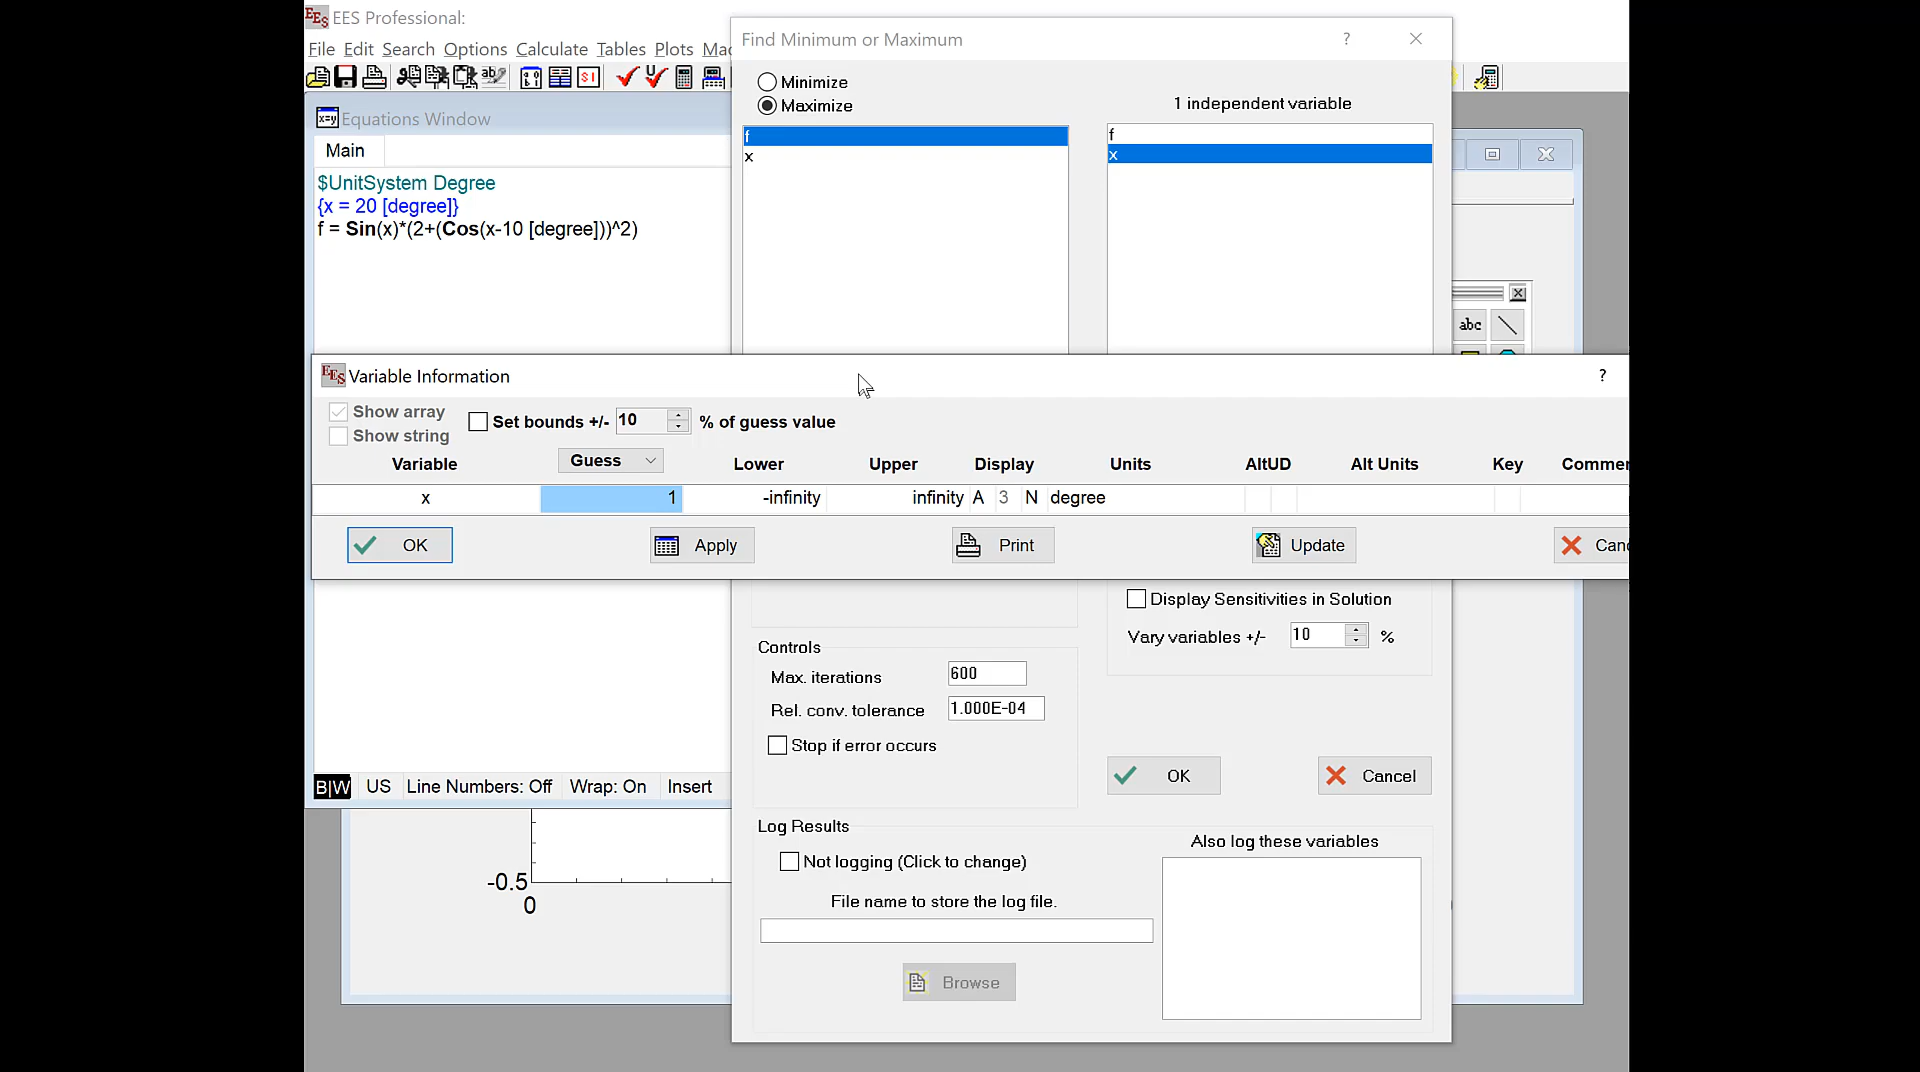 EES Professional:
File Edit Search Options Calculate Tables Plots Mac
Equations Window
Main
$UnitSystem Degree
{x = 20 [degree]}
f = Sin(x)*(2+(Cos(x-10 [degree]))^2)
Find Minimum or Maximum
?
Minimize
Maximize
1 independent variable
f
x
f
x
abc
EES Variable Information
?
Show array
Show string
Set bounds +/- 10 % of guess value
Variable Guess Lower Upper Display Units AltUD Alt Units Key Commen
x 1 -infinity infinity A 3 N degree
OK Apply Print Update Canc
Display Sensitivities in Solution
Vary variables +/- 10 %
Controls
Max. iterations 600
Rel. conv. tolerance 1.000E-04
Stop if error occurs
OK Cancel
B|W US Line Numbers: Off Wrap: On Insert
Log Results
Not logging (Click to change)
Also log these variables
File name to store the log file.
Browse
-0.5
0